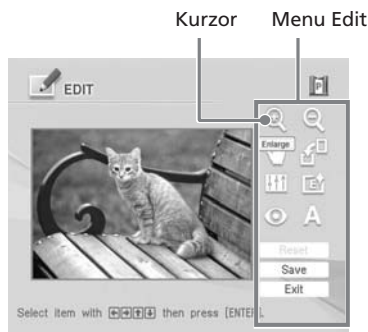 Kurzor Menu Edit
EDIT
P
Enlarge
A
Reset
Save
Exit
Select item with ←→↑↓ then press [ENTER].